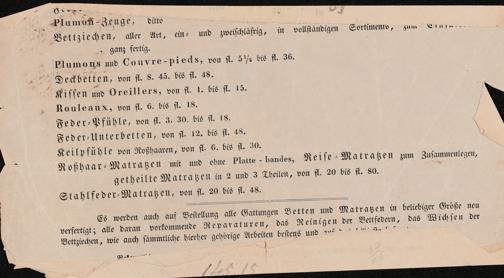 Plumon-Zeuge, ditto
Bettziechen, aller Art, ein- und zweischläfrig, in vollständigen Sortimento, zum
ganz fertig.
Plumons und Couvre-pieds, von fl. 5½ bis fl. 36.
Deckbetten, von fl. 8. 45. bis fl. 48.
Kissen und Oreillers, von fl. 1. bis fl. 15.
Rouleaux, von fl. 6. bis fl. 18.
Feder-Pfühle, von fl. 3. 30. bis fl. 18.
Feder-Unterbetten, von fl. 12. bis fl. 48.
Keilpfühle von Roßhaaren, von fl. 6. bis fl. 30.
Roßhaar-Matratzen mit und ohne Platte-bandes, Reise-Matratzen zum Zusammenlegen,
getheilte Matratzen in 2 und 3 Theilen, von fl. 20 bis fl. 80.
Stahlfeder-Matratzen, von fl. 20 bis fl. 48.
Es werden auch auf Bestellung alle Gattungen Betten und Matratzen in beliebiger Größe neu
verfertigt; alle daran vorkommende Reparaturen, das Reinigen der Bettfedern, das Wichsen der
Bettziechen, wie auch sämmtliche hierher gehörige Arbeiten bestens und